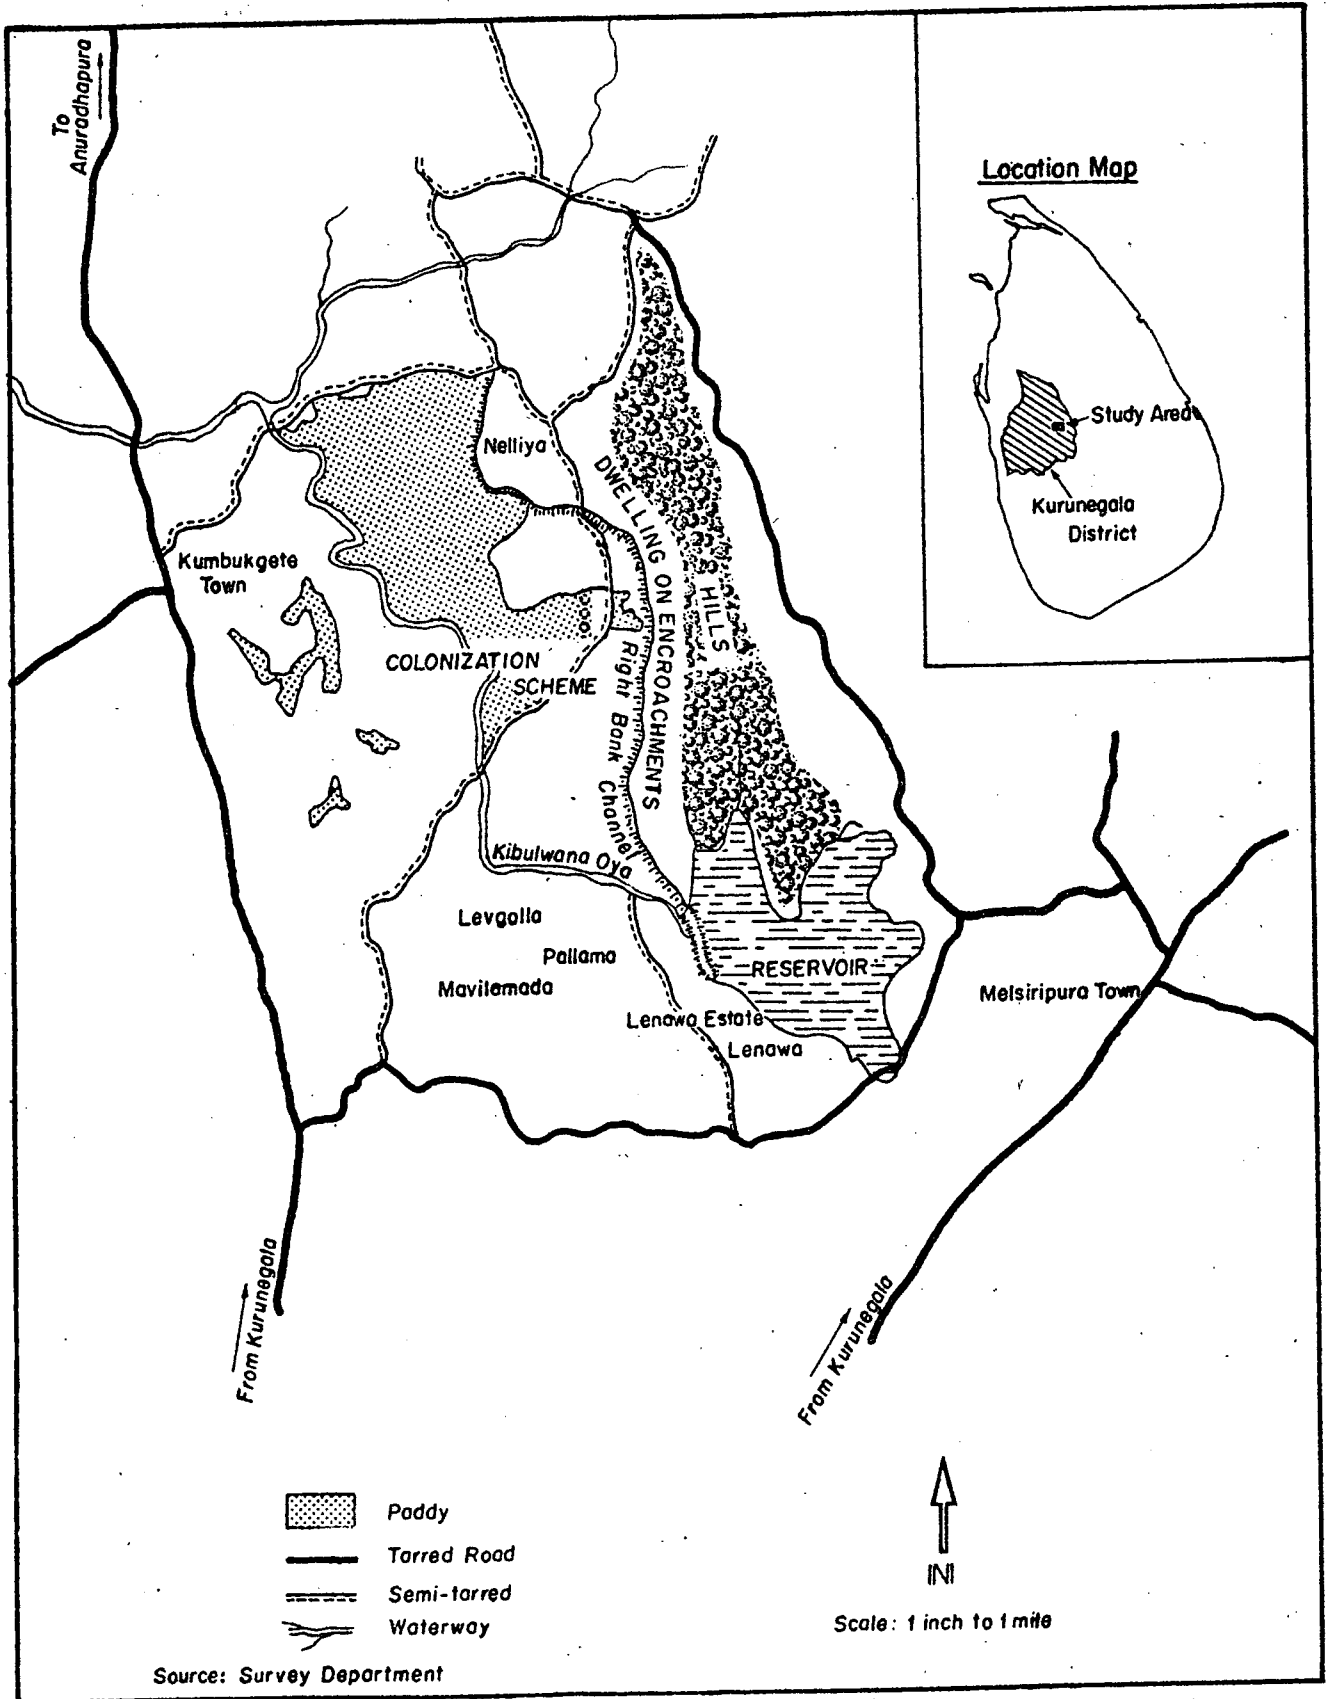 To
Anuradhapura
Location Map
Study Area
Kurunegala
District
Nelliya
DWELLING ON ENCROACHMENTS
HILLS
Kumbukgete
Town
COLONIZATION
SCHEME
Right Bank Channel
Kibulwana Oya
Levgolla
Pallama
Mavilamada
RESERVOIR
Melsiripura Town
Lenawa Estate
Lenawa
From Kurunegala
From Kurunegala
Paddy
Tarred Road
Semi-tarred
Waterway
N
Scale: 1 inch to 1 mile
Source: Survey Department